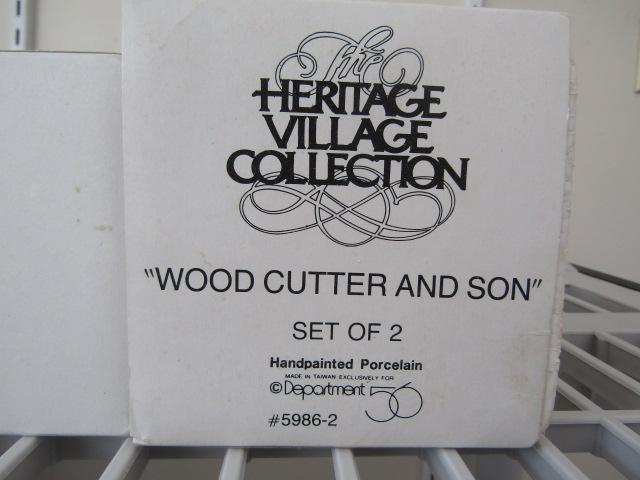 The
HERITAGE
VILLAGE
COLLECTION
"WOOD CUTTER AND SON"
SET OF 2
Handpainted Porcelain
MADE IN TAIWAN EXCLUSIVELY FOR
© Department 56
#5986-2